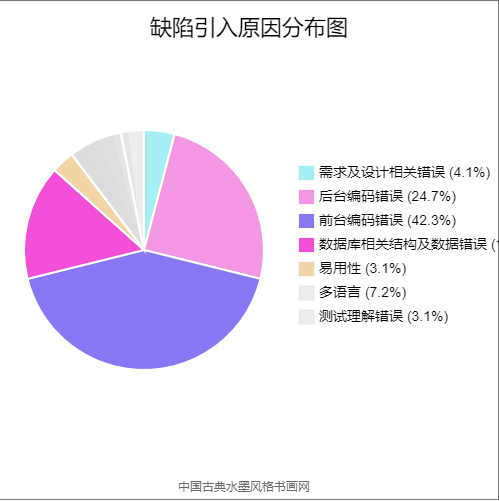 缺陷引入原因分布图
需求及设计相关错误 (4.1%)
后台编码错误 (24.7%)
前台编码错误 (42.3%)
数据库相关结构及数据错误 (1
易用性 (3.1%)
多语言 (7.2%)
测试理解错误 (3.1%)
中国古典水墨风格书画网